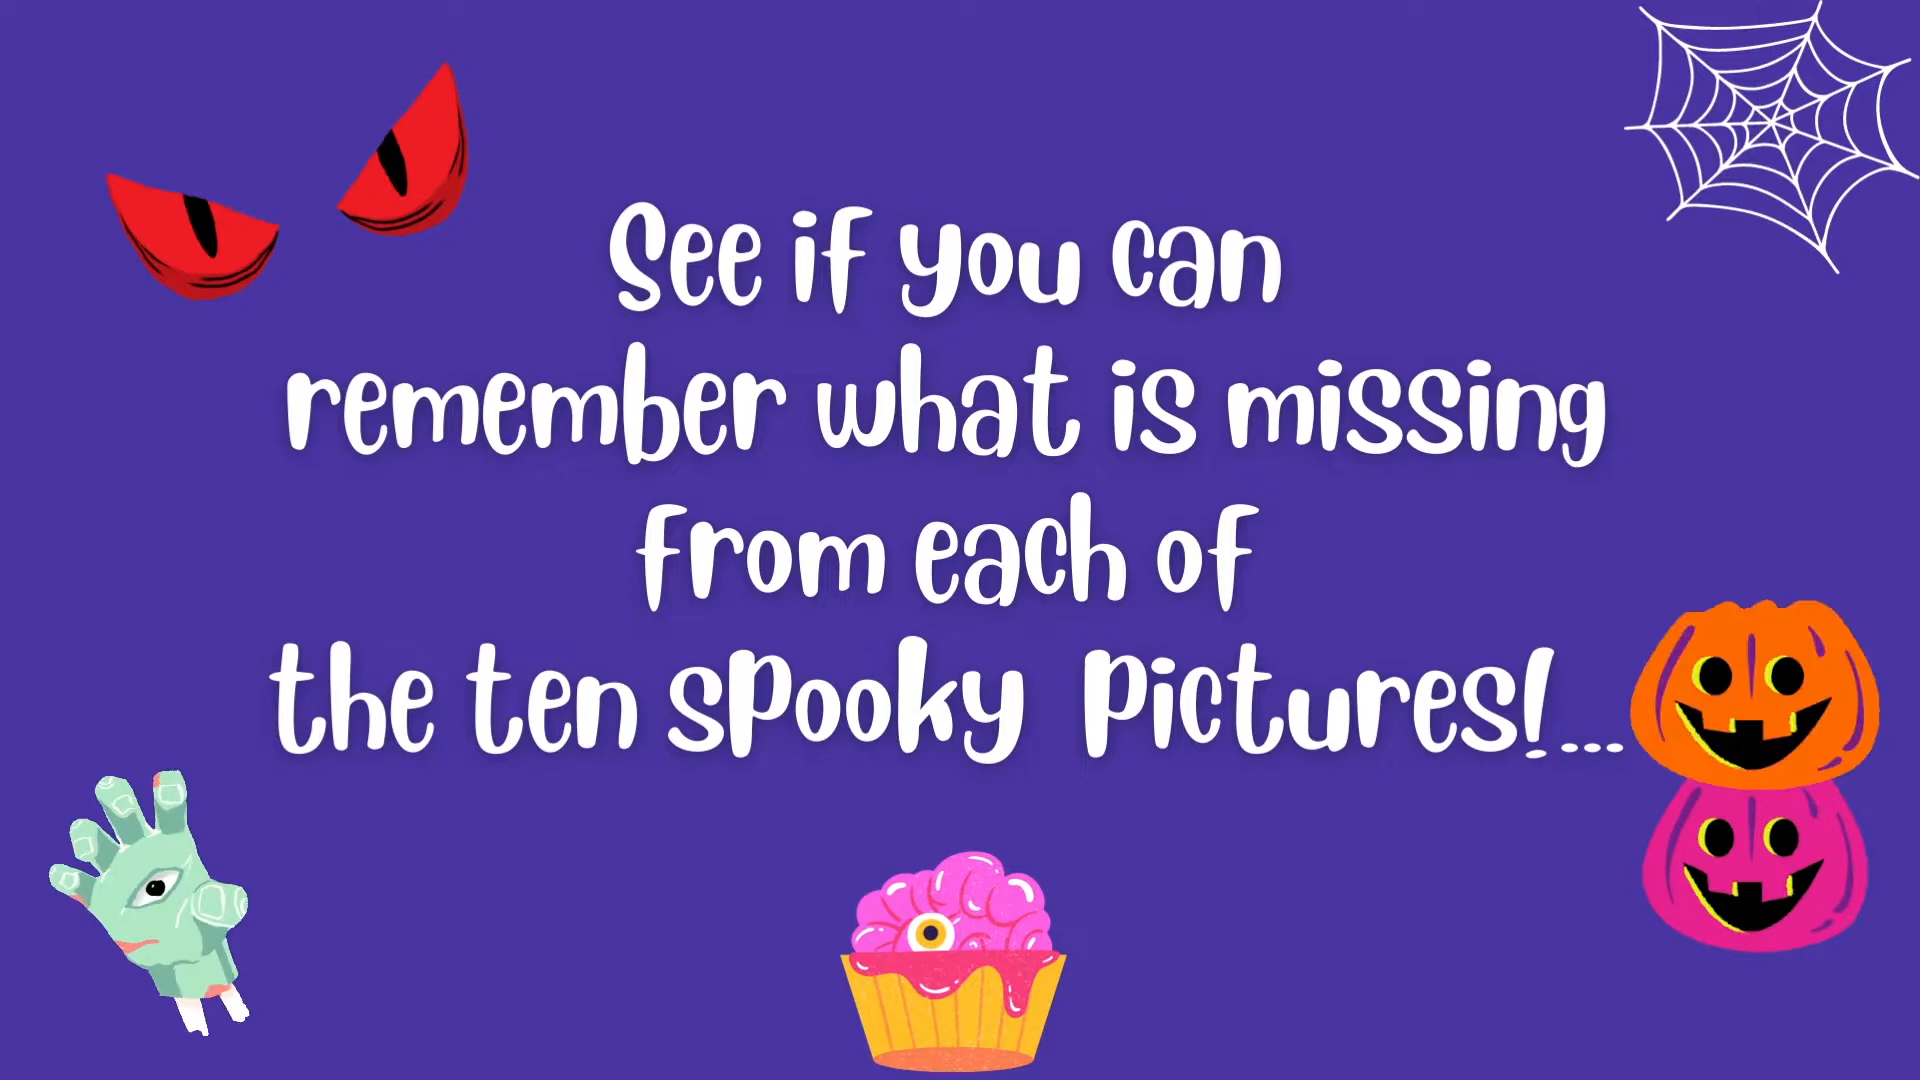 See if you can
remember what is missing
from each of
the ten spooky pictures!...